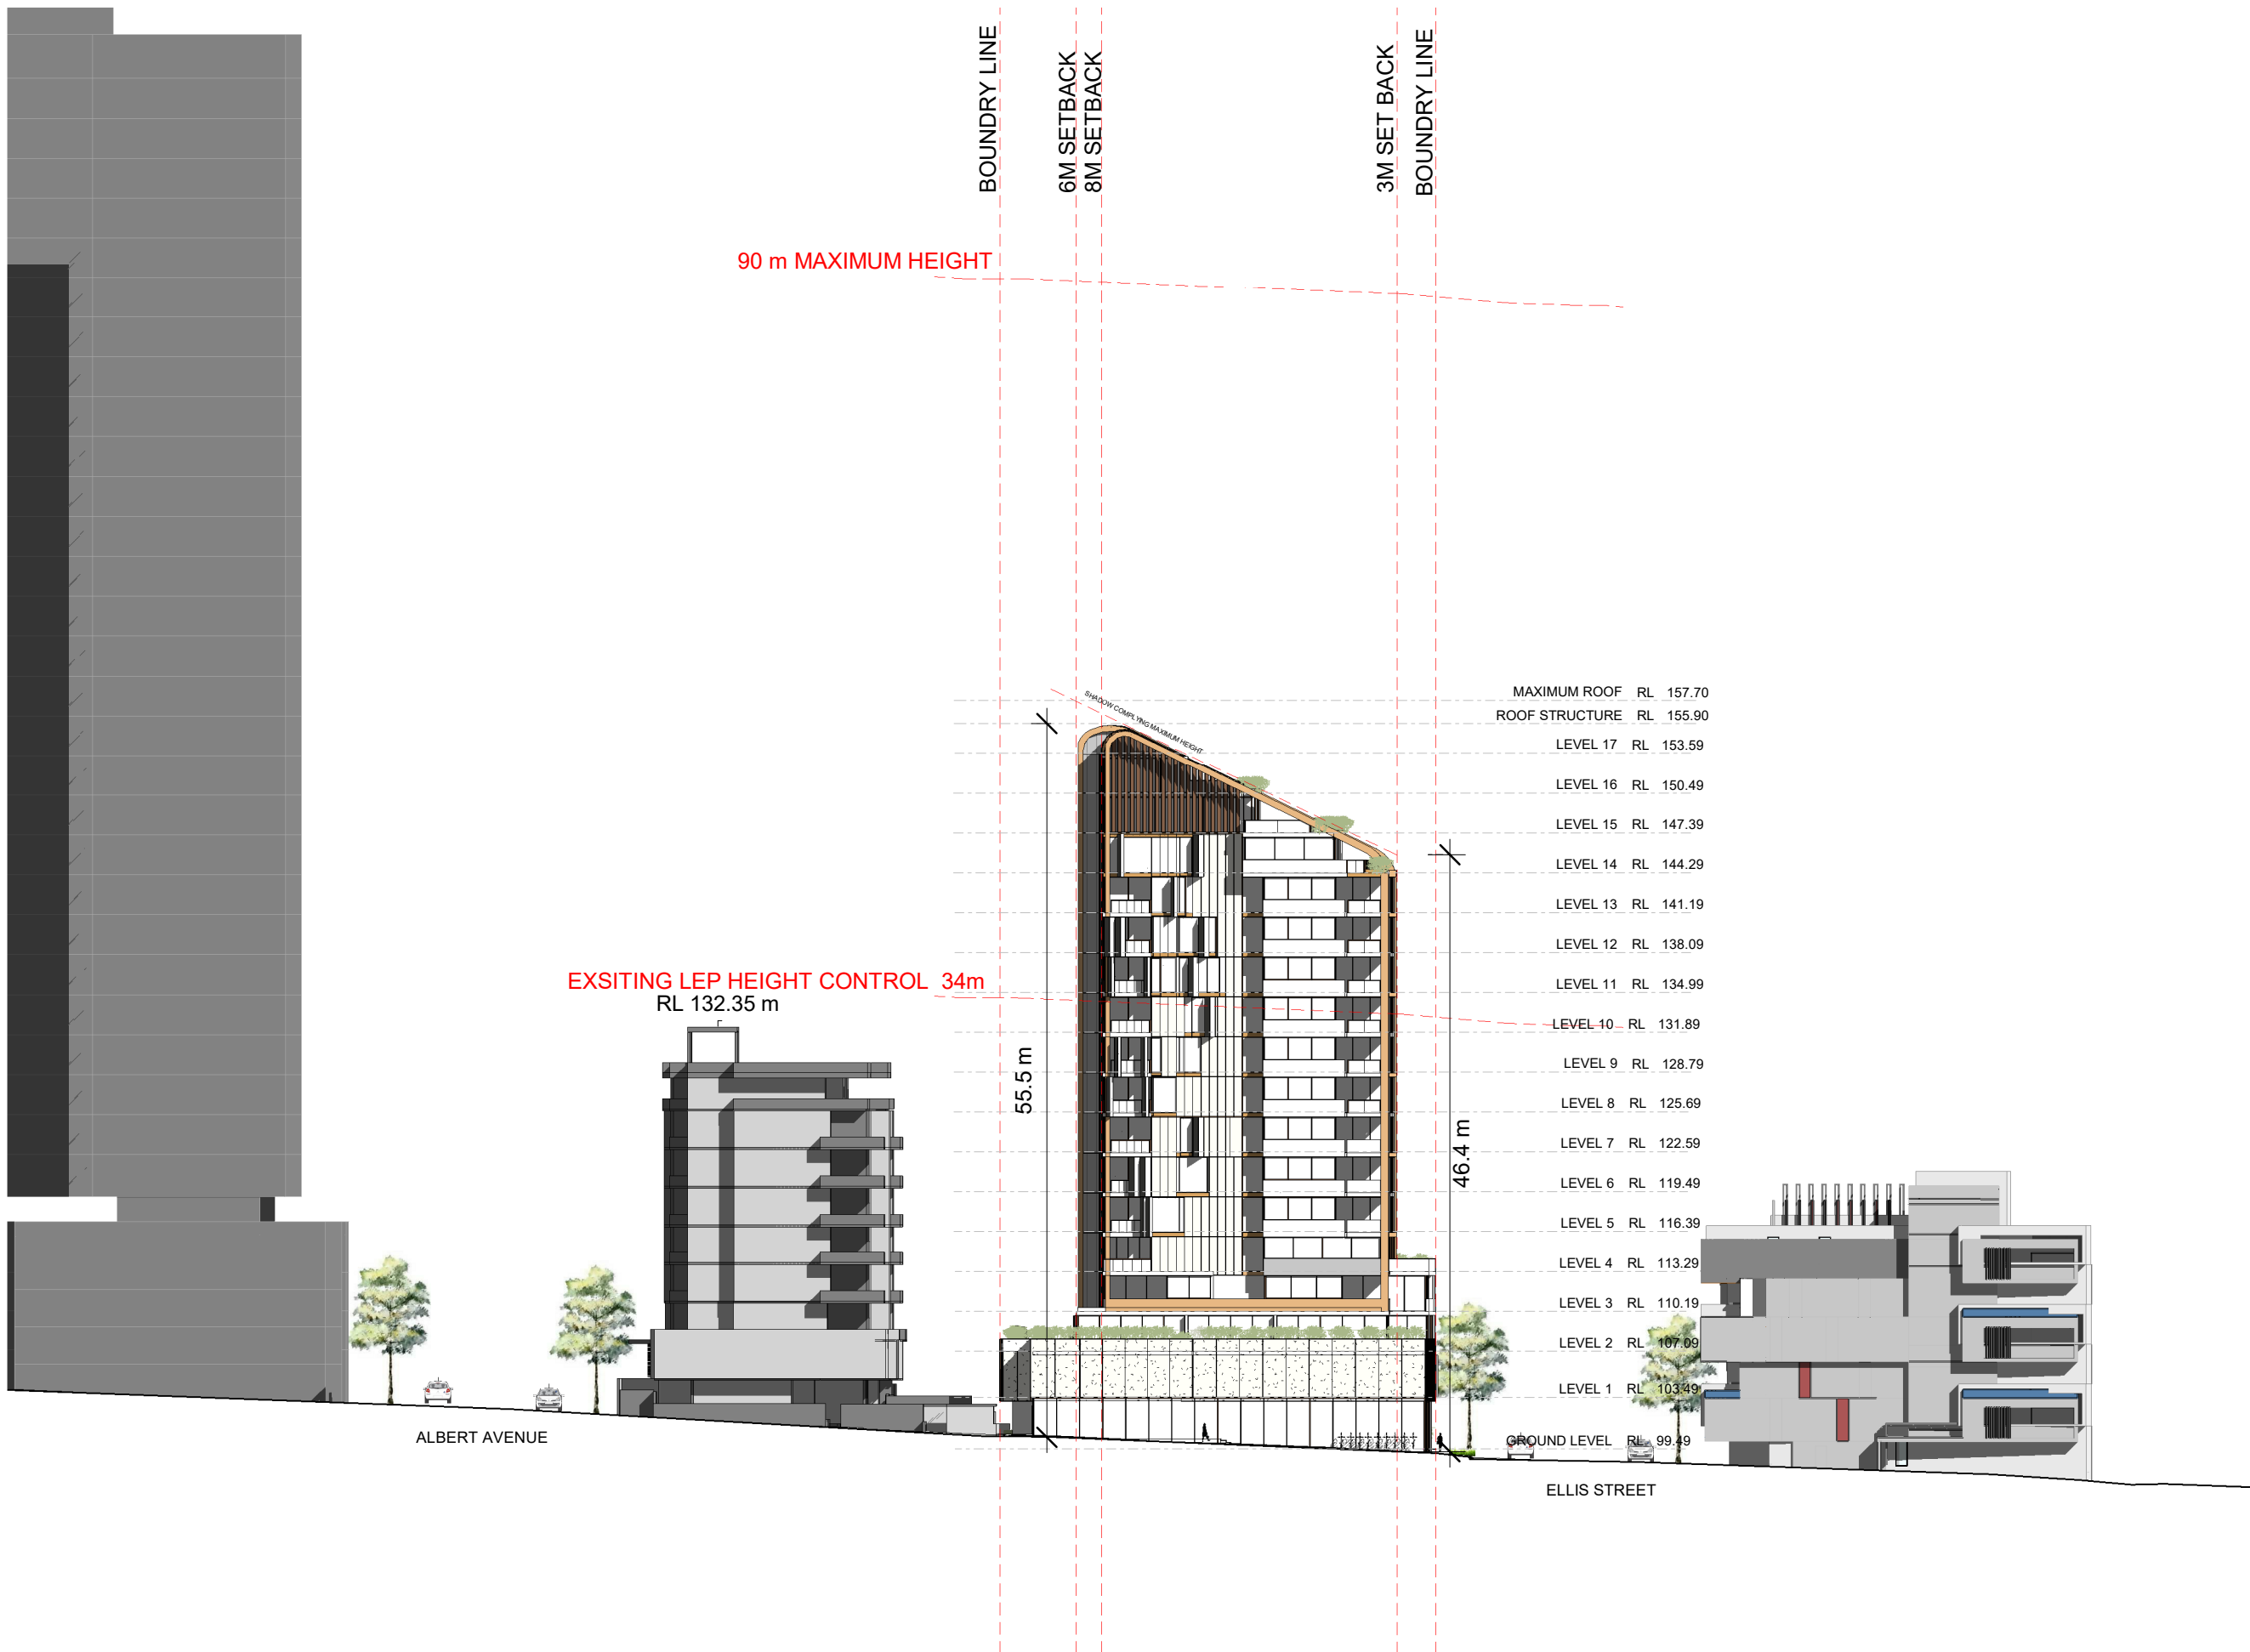 BOUNDRY LINE
6M SETBACK
8M SETBACK
3M SET BACK
BOUNDRY LINE
90 m MAXIMUM HEIGHT
SHADOW COMPLYING MAXIMUM HEIGHT
MAXIMUM ROOF RL 157.70
ROOF STRUCTURE RL 155.90
LEVEL 17 RL 153.59
LEVEL 16 RL 150.49
LEVEL 15 RL 147.39
LEVEL 14 RL 144.29
LEVEL 13 RL 141.19
LEVEL 12 RL 138.09
EXSITING LEP HEIGHT CONTROL 34m
RL 132.35 m
LEVEL 11 RL 134.99
LEVEL 10 RL 131.89
LEVEL 9 RL 128.79
55.5 m
LEVEL 8 RL 125.69
LEVEL 7 RL 122.59
46.4 m
LEVEL 6 RL 119.49
LEVEL 5 RL 116.39
LEVEL 4 RL 113.29
LEVEL 3 RL 110.19
LEVEL 2 RL 107.09
LEVEL 1 RL 103.49
GROUND LEVEL RL 99.49
ALBERT AVENUE
ELLIS STREET